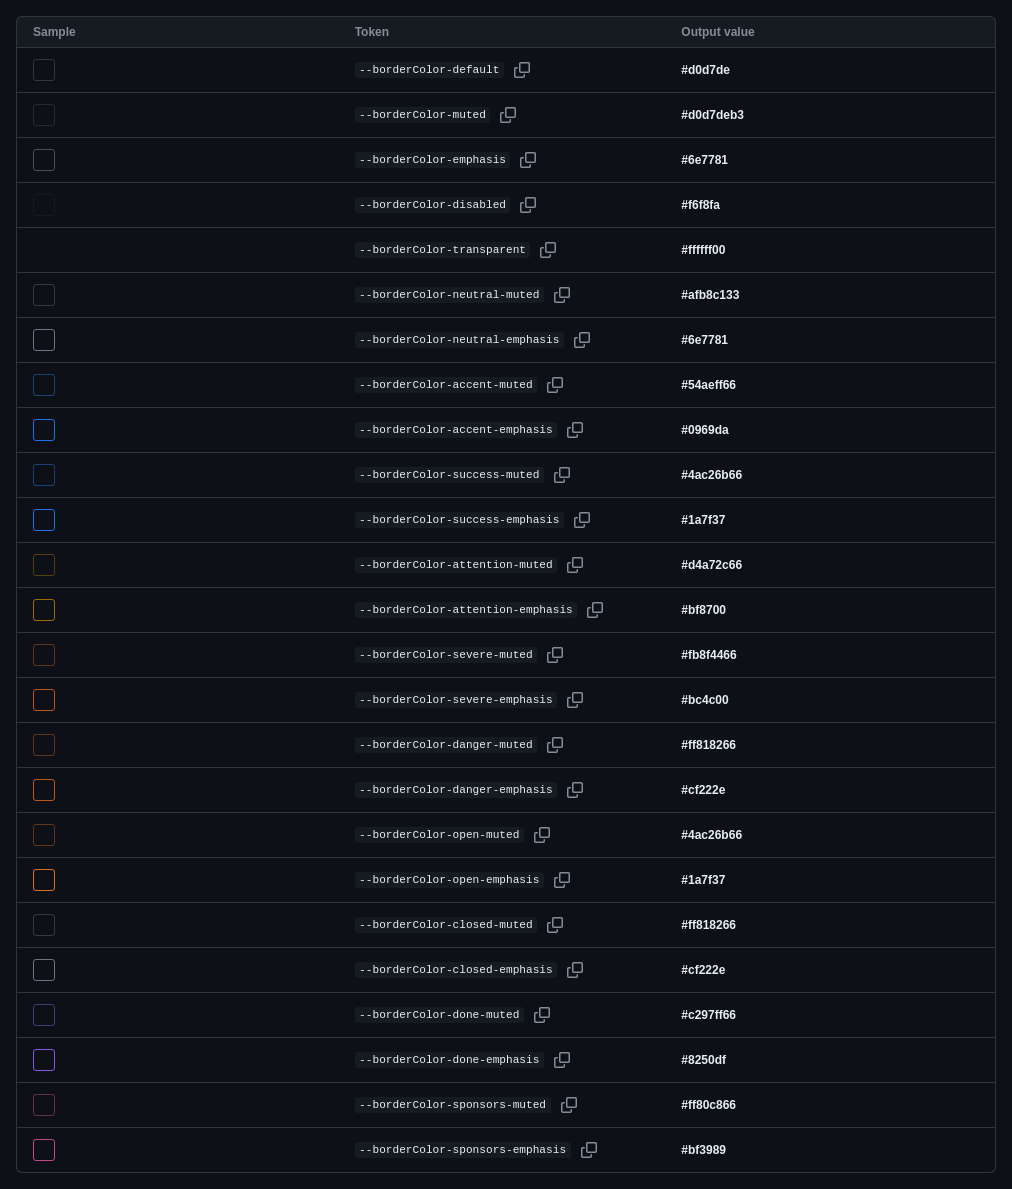 Sample Token Output value
--borderColor-default #d0d7de
--borderColor-muted #d0d7deb3
--borderColor-emphasis #6e7781
--borderColor-disabled #f6f8fa
--borderColor-transparent #ffffff00
--borderColor-neutral-muted #afb8c133
--borderColor-neutral-emphasis #6e7781
--borderColor-accent-muted #54aeff66
--borderColor-accent-emphasis #0969da
--borderColor-success-muted #4ac26b66
--borderColor-success-emphasis #1a7f37
--borderColor-attention-muted #d4a72c66
--borderColor-attention-emphasis #bf8700
--borderColor-severe-muted #fb8f4466
--borderColor-severe-emphasis #bc4c00
--borderColor-danger-muted #ff818266
--borderColor-danger-emphasis #cf222e
--borderColor-open-muted #4ac26b66
--borderColor-open-emphasis #1a7f37
--borderColor-closed-muted #ff818266
--borderColor-closed-emphasis #cf222e
--borderColor-done-muted #c297ff66
--borderColor-done-emphasis #8250df
--borderColor-sponsors-muted #ff80c866
--borderColor-sponsors-emphasis #bf3989